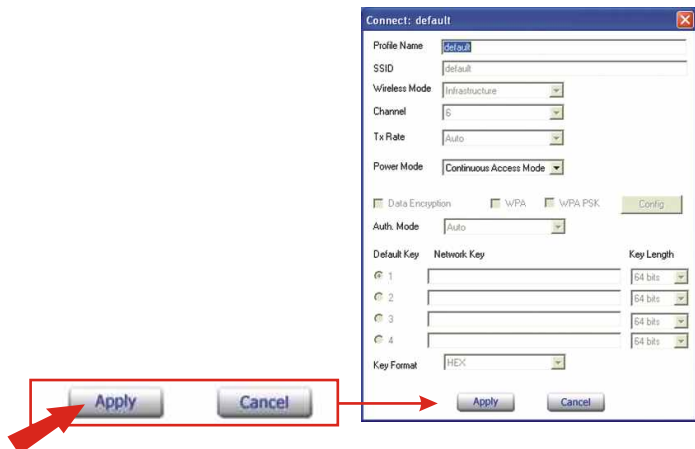 Connect: default
Profile Name default
SSID default
Wireless Mode Infrastructure
Channel 6
Tx Rate Auto
Power Mode Continuous Access Mode
Data Encryption WPA WPA PSK Config
Auth. Mode Auto
Default Key Network Key Key Length
1 64 bits
2 64 bits
3 64 bits
4 64 bits
Key Format HEX
Apply Cancel
Apply Cancel